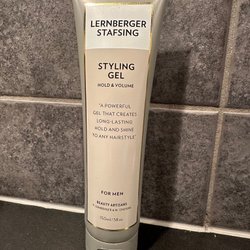 LERNBERGER
STAFSING
STYLING
GEL
HOLD & VOLUME
"A POWERFUL
GEL THAT CREATES
LONG-LASTING
HOLD AND SHINE
TO ANY HAIRSTYLE"
FOR MEN
BEAUTY ARTISANS